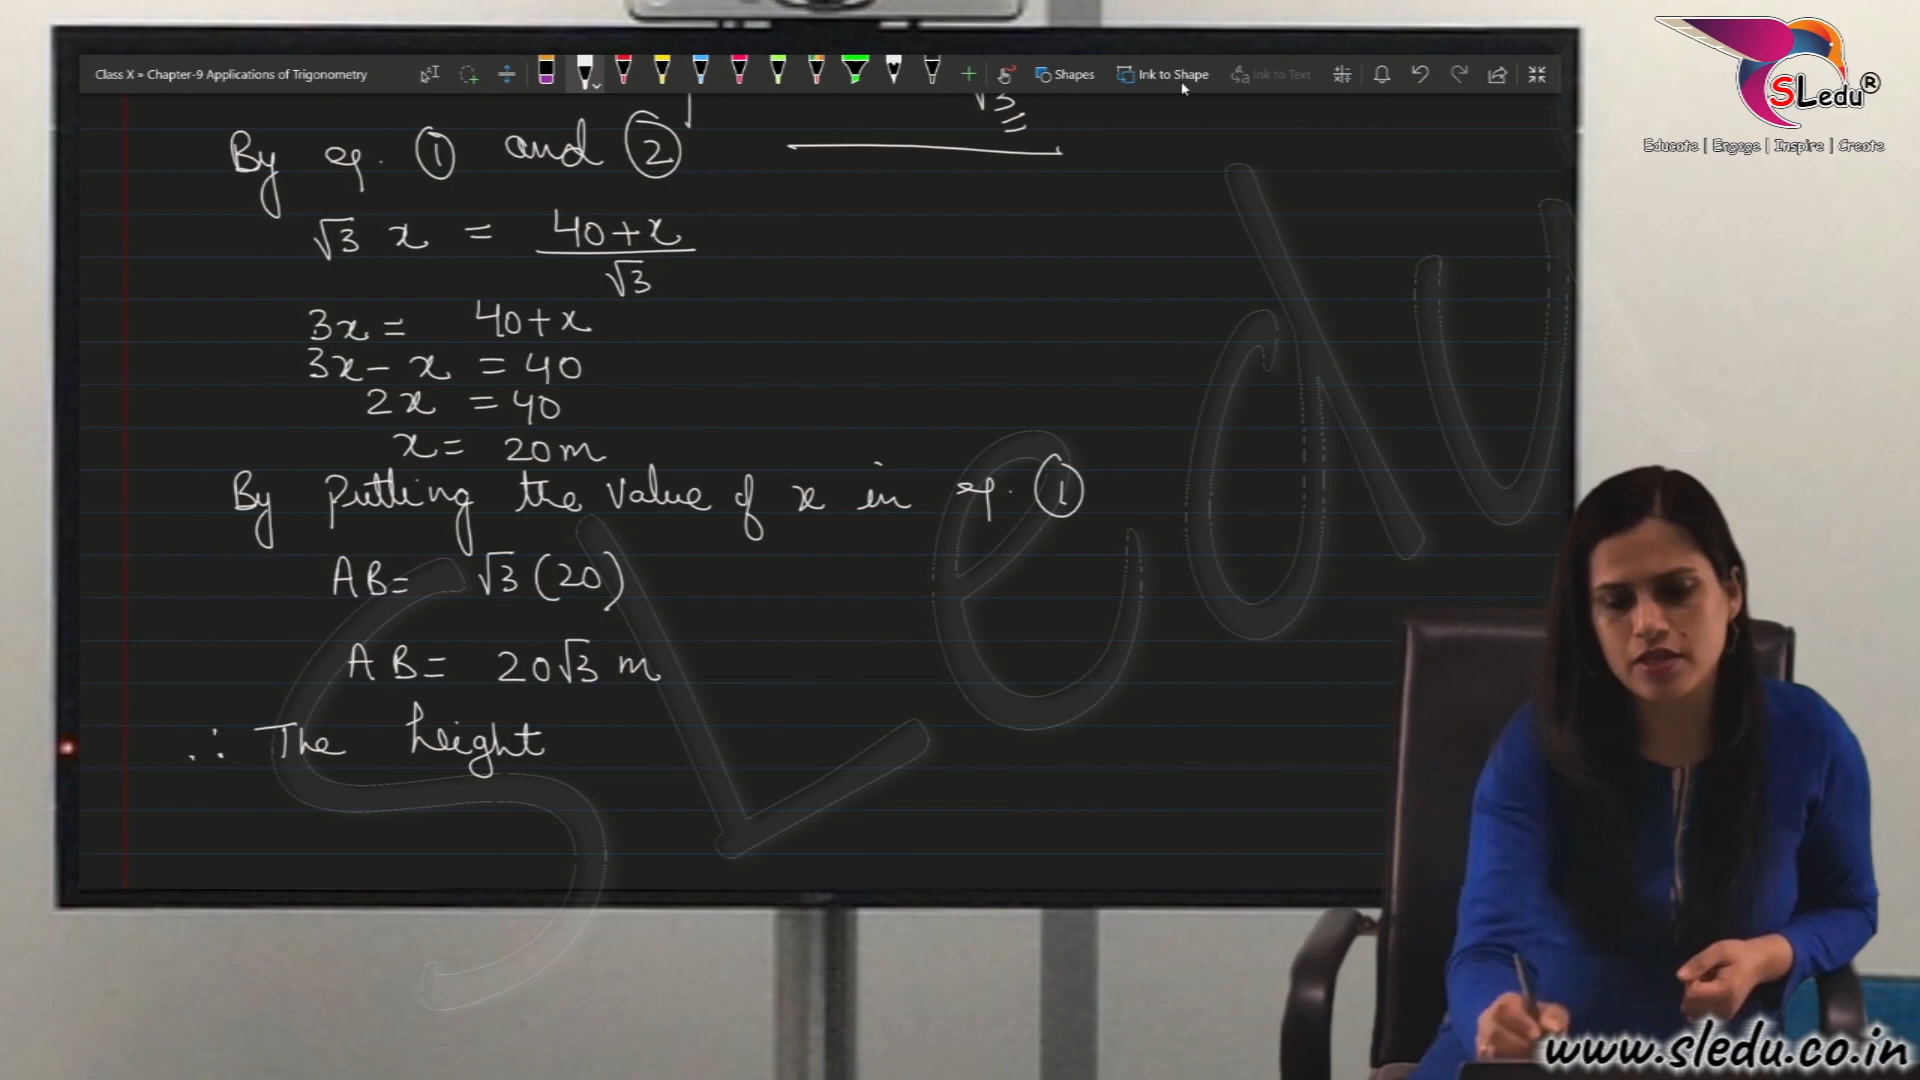 Class X » Chapter-9 Applications of Trigonometry
Shapes
Ink to Shape
Ink to Text
SLedu®
Educate | Engage | Inspire | Create
√3
By eq. ① and ②
√3 x = 40+x
√3
3x = 40+x
3x - x = 40
2x = 40
x = 20m
By Putting the value of x in eq. ①
AB = √3 (20)
AB = 20√3 m
∴ The height
SLedu
www.sledu.co.in